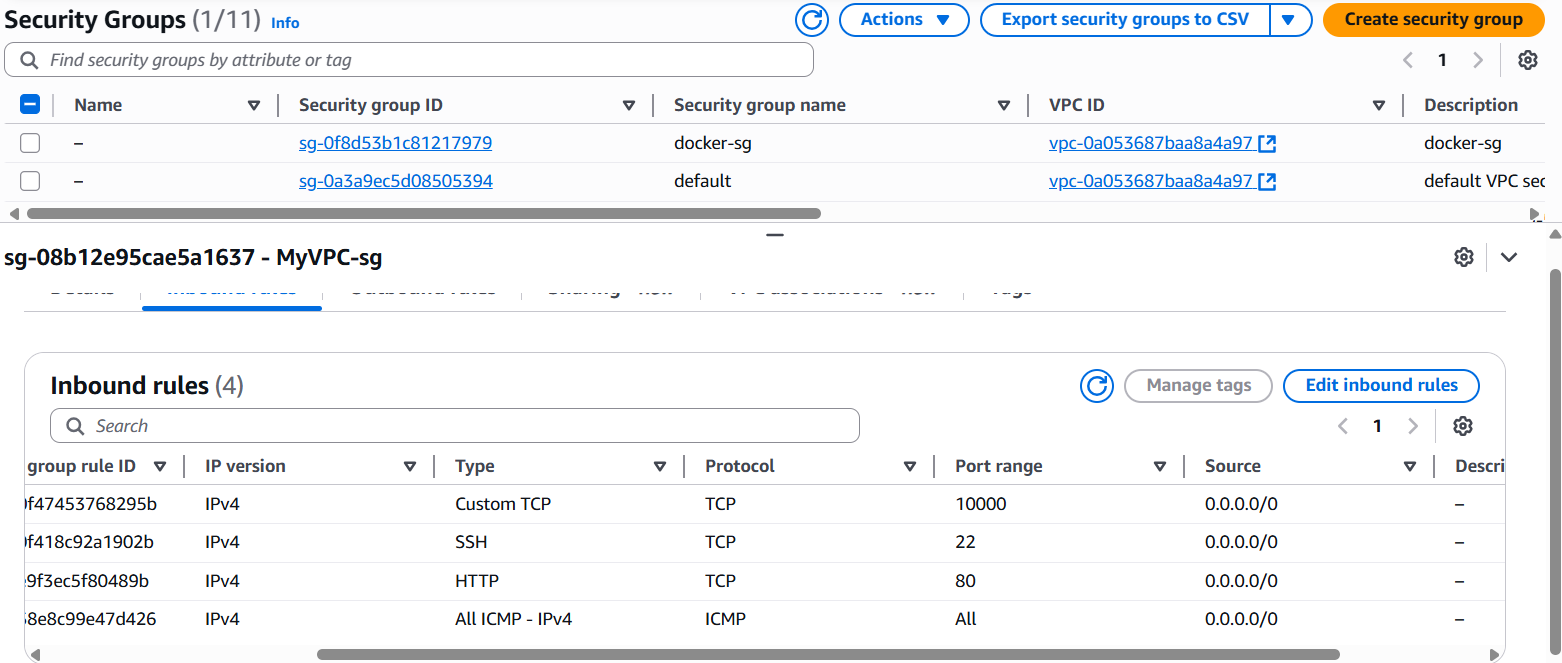 Security Groups (1/11) Info
Actions
Export security groups to CSV
Create security group
Find security groups by attribute or tag
1
Name Security group ID Security group name VPC ID Description
– sg-0f8d53b1c81217979 docker-sg vpc-0a053687baa8a4a97 docker-sg
– sg-0a3a9ec5d08505394 default vpc-0a053687baa8a4a97 default VPC sec
sg-08b12e95cae5a1637 - MyVPC-sg
Inbound rules (4)
Manage tags
Edit inbound rules
Search
1
group rule ID IP version Type Protocol Port range Source Descri
f47453768295b IPv4 Custom TCP TCP 10000 0.0.0.0/0 –
f418c92a1902b IPv4 SSH TCP 22 0.0.0.0/0 –
9f3ec5f80489b IPv4 HTTP TCP 80 0.0.0.0/0 –
8e8c99e47d426 IPv4 All ICMP - IPv4 ICMP All 0.0.0.0/0 –